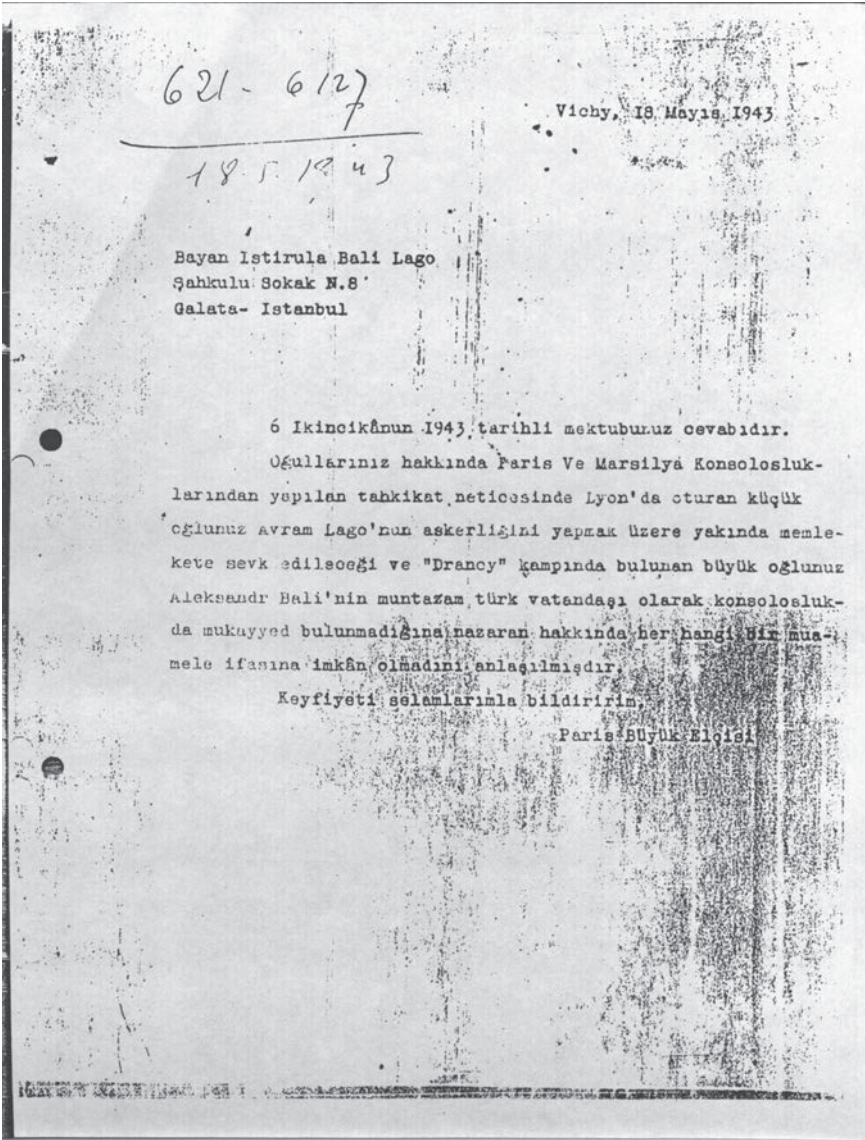 621 - 6127
Vichy, 18 Mayıs 1943
18 5 1943
Bayan Istirula Bali Lago
Şahkulu Sokak N.8
Galata- Istanbul
6 Ikincikânun 1943 tarihli mektubunuz cevabıdır.
Oğullarınız hakkında Paris Ve Marsilya Konsolosluk-
larından yapılan tahkikat neticesinde Lyon'da oturan küçük
oğlunuz Avram Lago'nun askerliğini yapmak üzere yakında memle-
kete sevk edileceği ve "Drancy" kampında bulunan büyük oğlunuz
Aleksandr Bali'nin muntazam türk vatandaşı olarak konsolosluk-
da mukayyed bulunmadiğına nazaran hakkında her hangi bir mua-
mele ifasına imkân olmadını anlaşılmışdır.
Keyfiyeti selamlarımla bildiririm.
Paris Büyük Elçisi